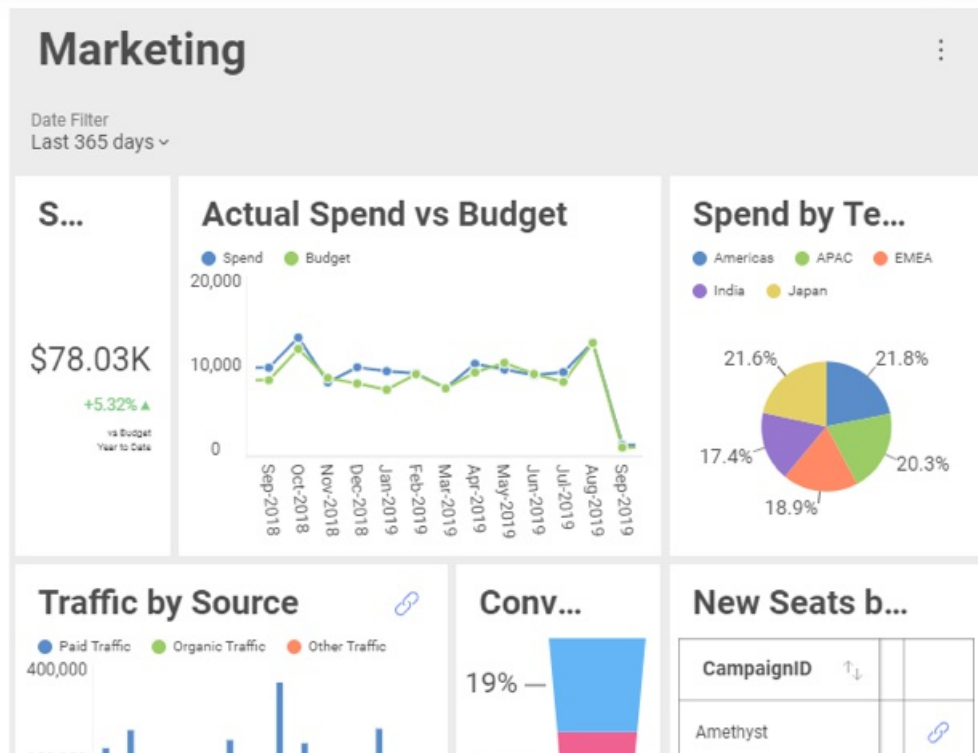 Marketing
Date Filter
Last 365 days
S...
$78.03K
+5.32%
vs Budget
Year to Date
Actual Spend vs Budget
Spend Budget
20,000
10,000
0
Sep-2018 Oct-2018 Nov-2018 Dec-2018 Jan-2019 Feb-2019 Mar-2019 Apr-2019 May-2019 Jun-2019 Jul-2019 Aug-2019 Sep-2019
Spend by Te...
Americas APAC EMEA
India Japan
21.6% 21.8%
17.4% 20.3%
18.9%
Traffic by Source
Paid Traffic Organic Traffic Other Traffic
400,000
Conv...
19%
New Seats b...
CampaignID
Amethyst